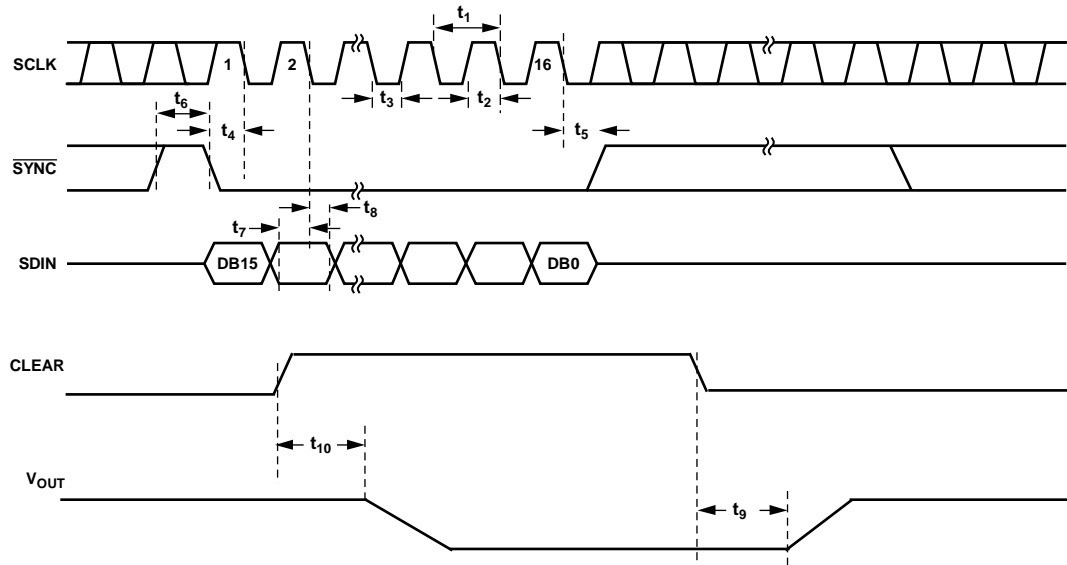 t1
SCLK
1
2
16
t3
t2
t6
t4
t5
SYNC
t8
t7
SDIN
DB15
DB0
CLEAR
t10
VOUT
t9